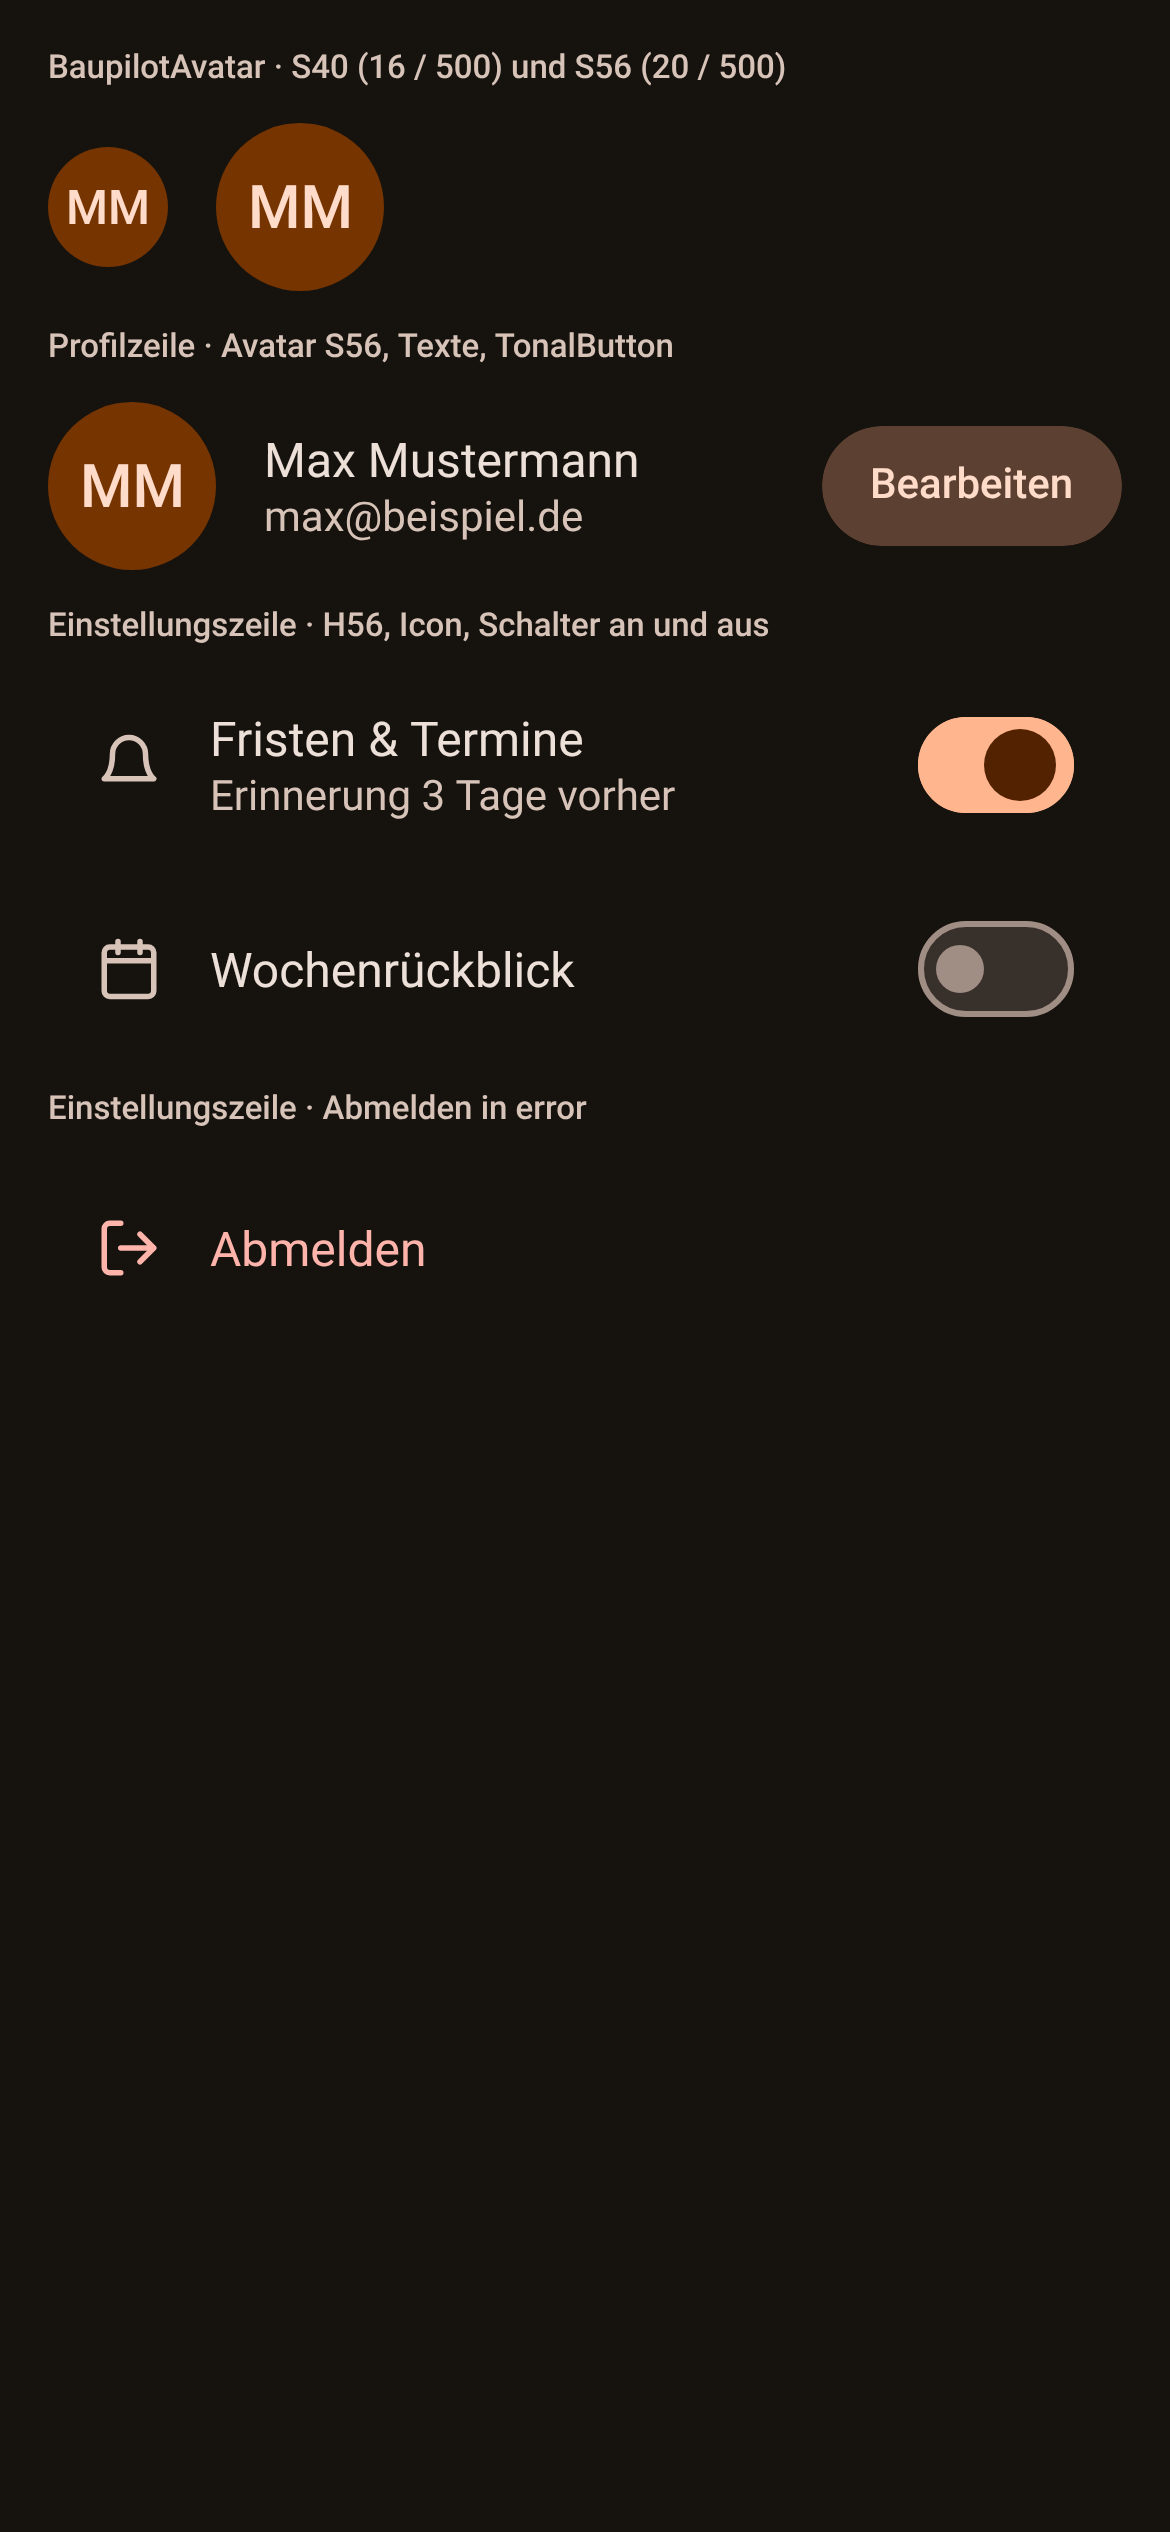 BaupilotAvatar · S40 (16 / 500) und S56 (20 / 500)
MM MM
Profilzeile · Avatar S56, Texte, TonalButton
MM
Max Mustermann
max@beispiel.de
Bearbeiten
Einstellungszeile · H56, Icon, Schalter an und aus
Fristen & Termine
Erinnerung 3 Tage vorher
Wochenrückblick
Einstellungszeile · Abmelden in error
Abmelden